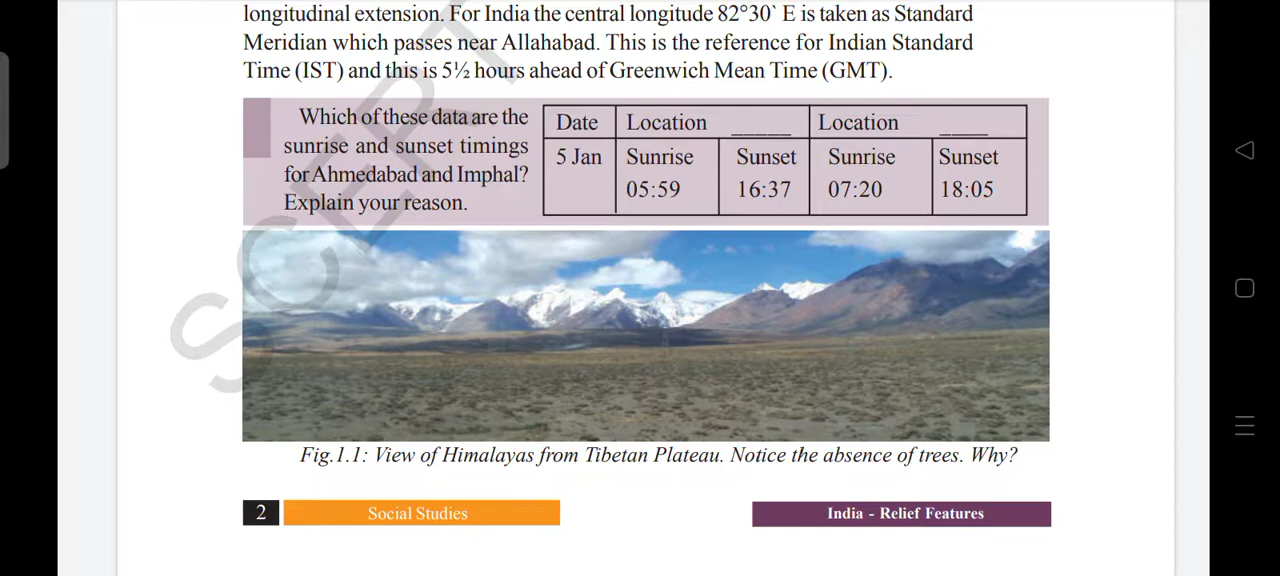 longitudinal extension. For India the central longitude 82°30` E is taken as Standard
Meridian which passes near Allahabad. This is the reference for Indian Standard
Time (IST) and this is 5½ hours ahead of Greenwich Mean Time (GMT).
Which of these data are the
sunrise and sunset timings
for Ahmedabad and Imphal?
Explain your reason.
Date Location _____ Location ____
5 Jan Sunrise Sunset Sunrise Sunset
05:59 16:37 07:20 18:05
SCERT
Fig.1.1: View of Himalayas from Tibetan Plateau. Notice the absence of trees. Why?
2 Social Studies India - Relief Features